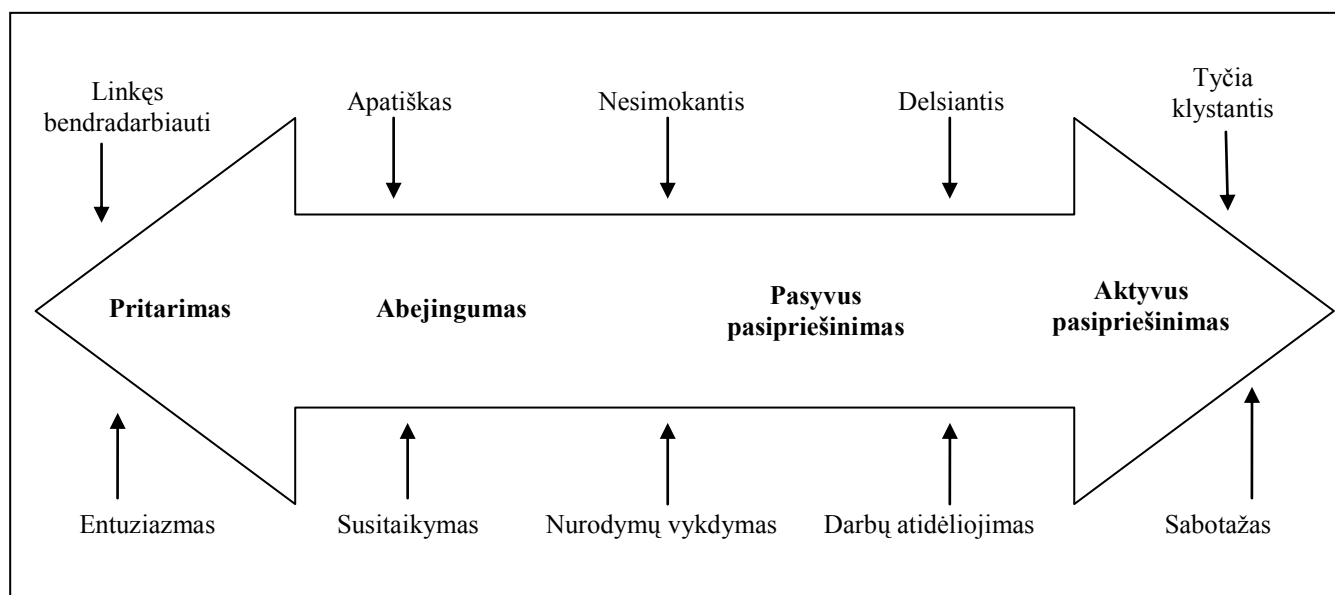 Linkęs
bendradarbiauti
Apatiškas
Nesimokantis
Delsiantis
Tyčia
klystantis
Pritarimas
Abejingumas
Pasyvus
pasipriešinimas
Aktyvus
pasipriešinimas
Entuziazmas
Susitaikymas
Nurodymų vykdymas
Darbų atidėliojimas
Sabotažas